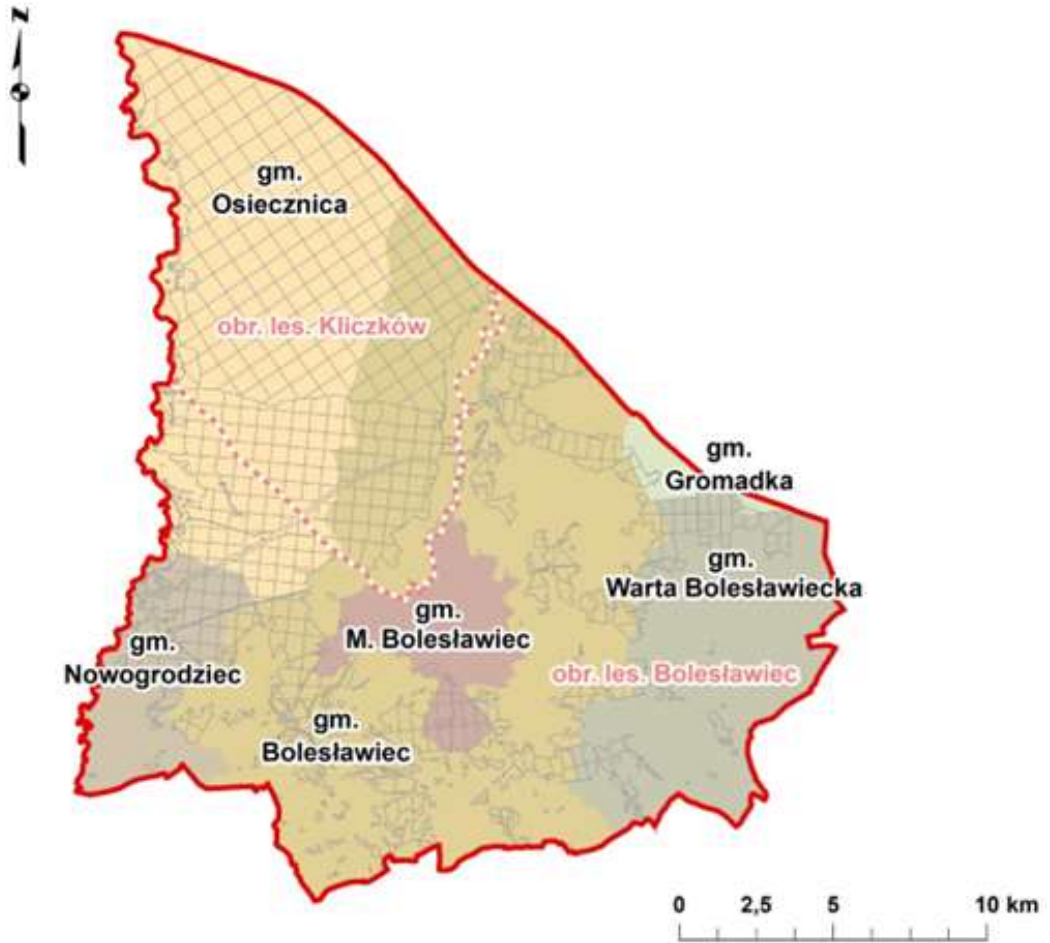 N
gm.
Osiecznica
obr. les. Kliczków
gm.
Gromadka
gm.
Warta Bolesławiecka
gm.
M. Bolesławiec
gm.
Nowogrodziec
obr. les. Bolesławiec
gm.
Bolesławiec
0 2,5 5 10 km